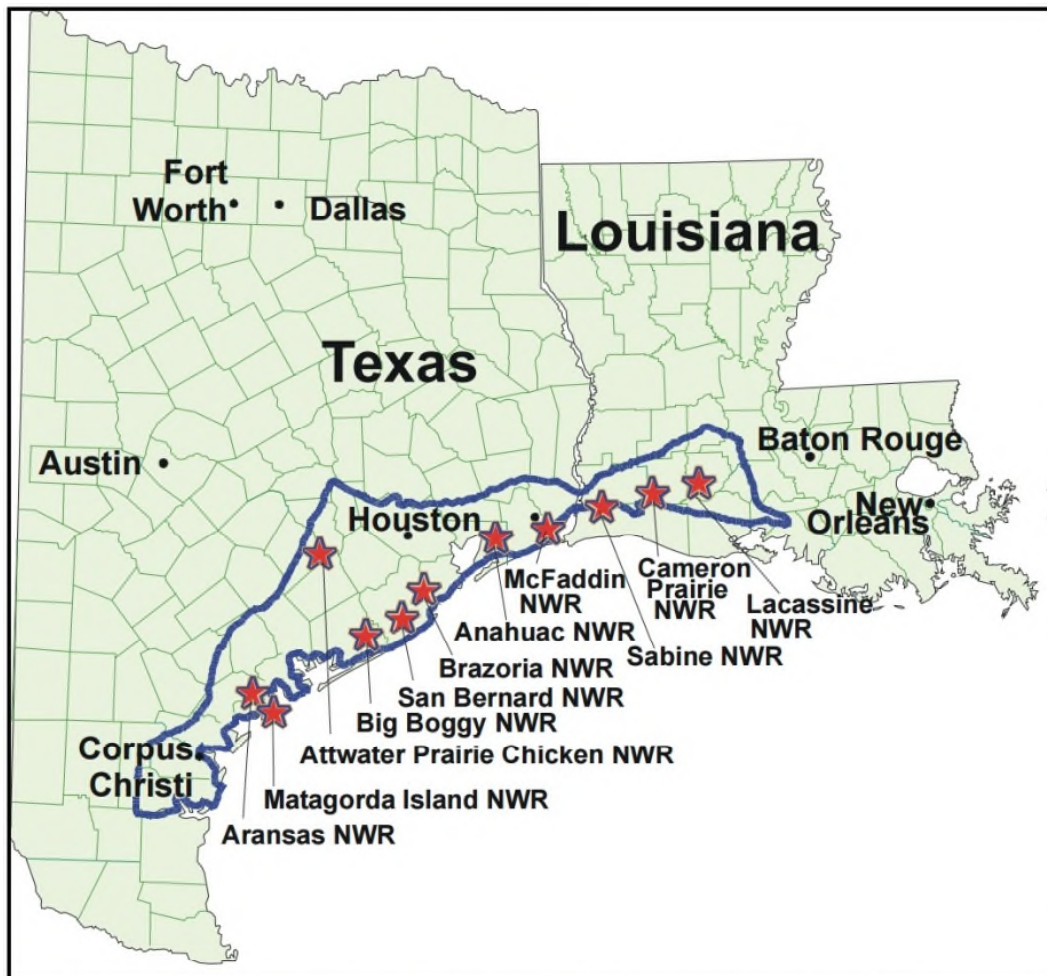 Fort
Worth
Dallas
Louisiana
Texas
Baton Rouge
Austin
New
Orleans
Houston
McFaddin
NWR
Cameron
Prairie
NWR
Lacassine
NWR
Anahuac NWR
Sabine NWR
Brazoria NWR
San Bernard NWR
Big Boggy NWR
Attwater Prairie Chicken NWR
Corpus
Christi
Matagorda Island NWR
Aransas NWR